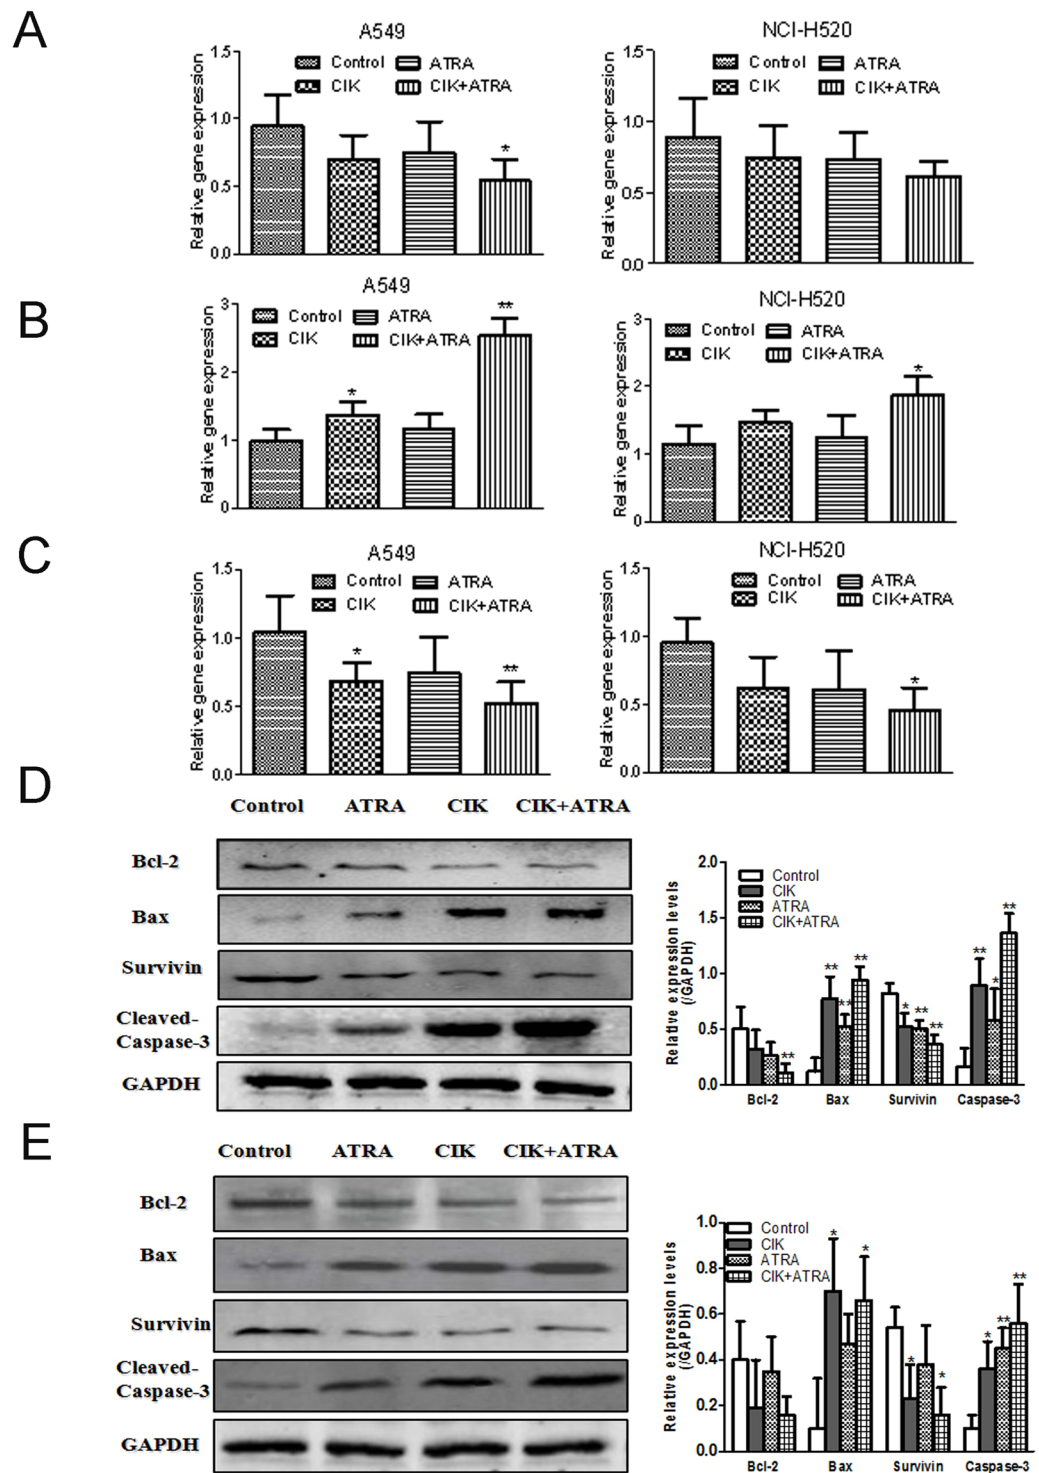 A
A549
1.5
1.0
0.5
0.0
Relative gene expression
Control
ATRA
CIK
CIK+ATRA
*
NCI-H520
1.5
1.0
0.5
0.0
Relative gene expression
Control
ATRA
CIK
CIK+ATRA
B
A549
3
2
1
0
Relative gene expression
Control
ATRA
CIK
CIK+ATRA
*
**
NCI-H520
3
2
1
0
Relative gene expression
Control
ATRA
CIK
CIK+ATRA
*
C
A549
1.5
1.0
0.5
0.0
Relative gene expression
Control
ATRA
CIK
CIK+ATRA
*
**
NCI-H520
1.5
1.0
0.5
0.0
Relative gene expression
Control
ATRA
CIK
CIK+ATRA
*
D
Control ATRA CIK CIK+ATRA
Bcl-2
Bax
Survivin
Cleaved-
Caspase-3
GAPDH
2.0
1.5
1.0
0.5
0.0
Relative expression levels
(/GAPDH)
Control
CIK
ATRA
CIK+ATRA
**
** ** **
* ** **
** * **
Bcl-2 Bax Survivin Caspase-3
E
Control ATRA CIK CIK+ATRA
Bcl-2
Bax
Survivin
Cleaved-
Caspase-3
GAPDH
1.0
0.8
0.6
0.4
0.2
0.0
Relative expression levels
(/GAPDH)
Control
CIK
ATRA
CIK+ATRA
* *
* *
* ** **
Bcl-2 Bax Survivin Caspase-3